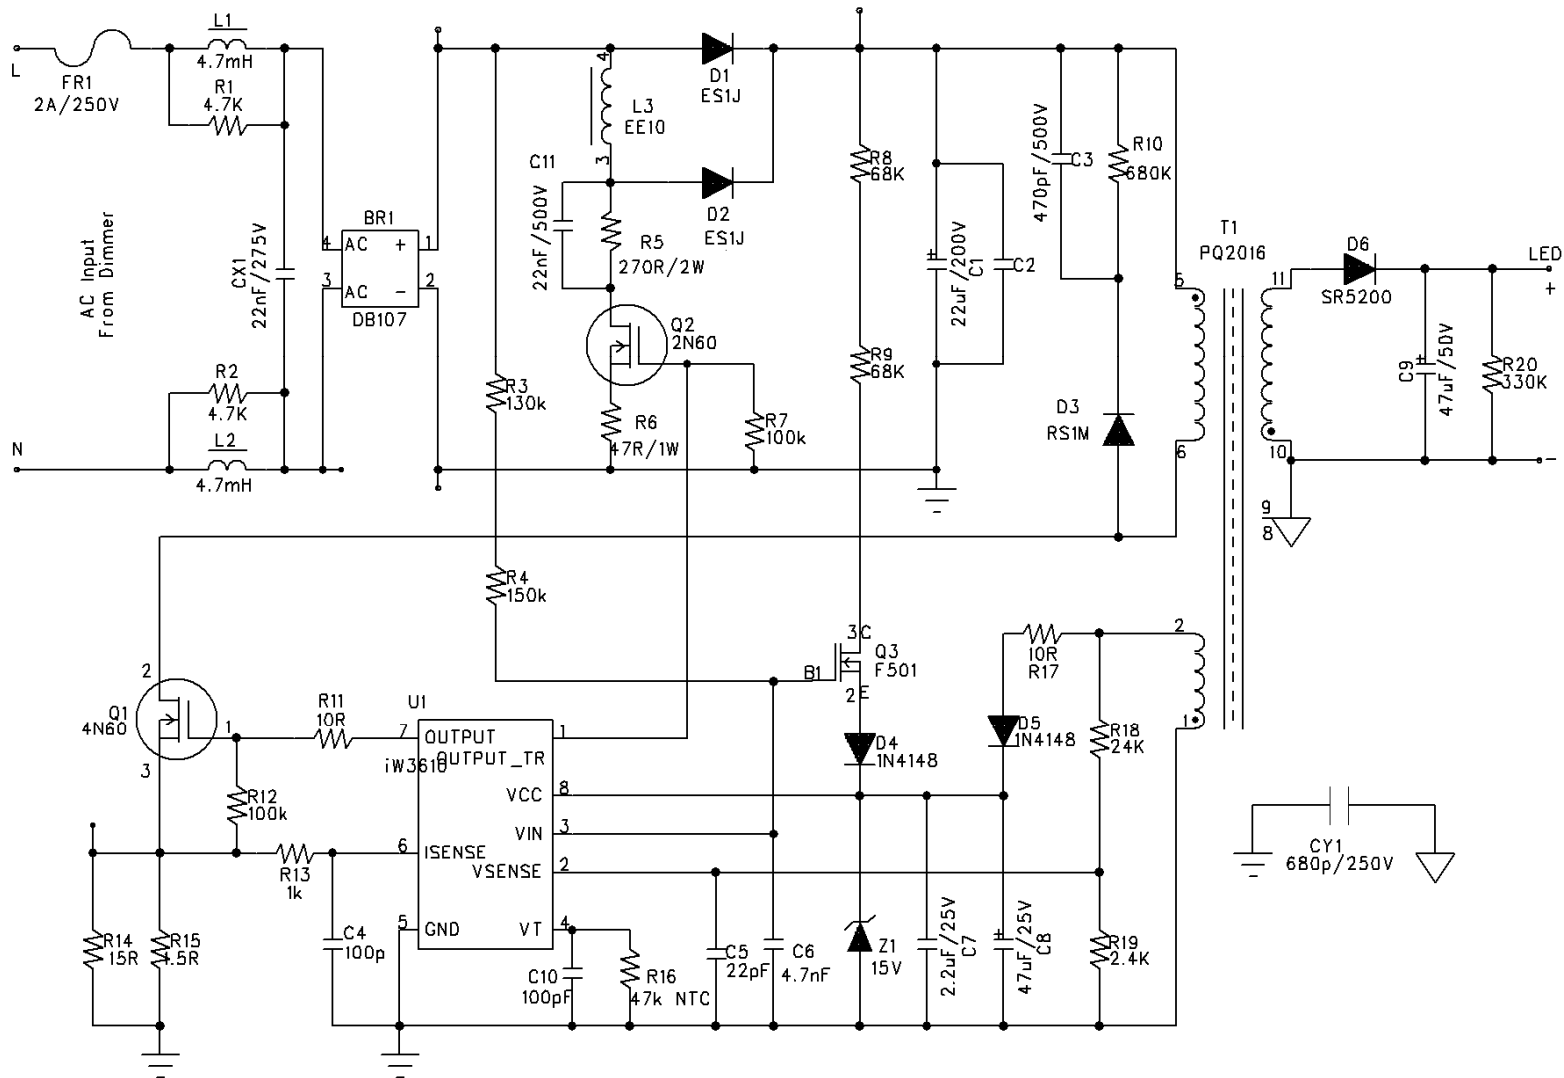 L
FR1
2A/250V
L1
4.7mH
R1
4.7K
AC Input
From Dimmer
CX1
22nF/275V
R2
4.7K
N
L2
4.7mH
BR1
4
AC
+
1
3
AC
-
2
DB107
4
L3
EE10
3
C11
22nF/500V
R5
270R/2W
D1
ES1J
D2
ES1J
Q2
2N60
R3
130k
R6
47R/1W
R7
100k
R8
68K
R9
68K
22uF/200V
C1
C2
470pF/500V
C3
R10
680K
D3
RS1M
T1
PQ2016
5
6
11
10
9
8
D6
SR5200
LED
+
C9
47uF/50V
R20
330K
-
R4
150k
3C
Q3
F501
B1
2E
10R
R17
2
1
2
Q1
4N60
1
3
R11
10R
U1
7
OUTPUT
iW3610
OUTPUT_TR
1
VCC
8
VIN
3
6
ISENSE
VSENSE
2
5
GND
VT
4
D4
1N4148
D5
1N4148
R18
24K
R12
100k
R13
1k
R14
15R
R15
4.5R
C4
100p
C10
100pF
R16
47k NTC
C5
22pF
C6
4.7nF
Z1
15V
2.2uF/25V
C7
47uF/25V
C8
R19
2.4K
CY1
680p/250V